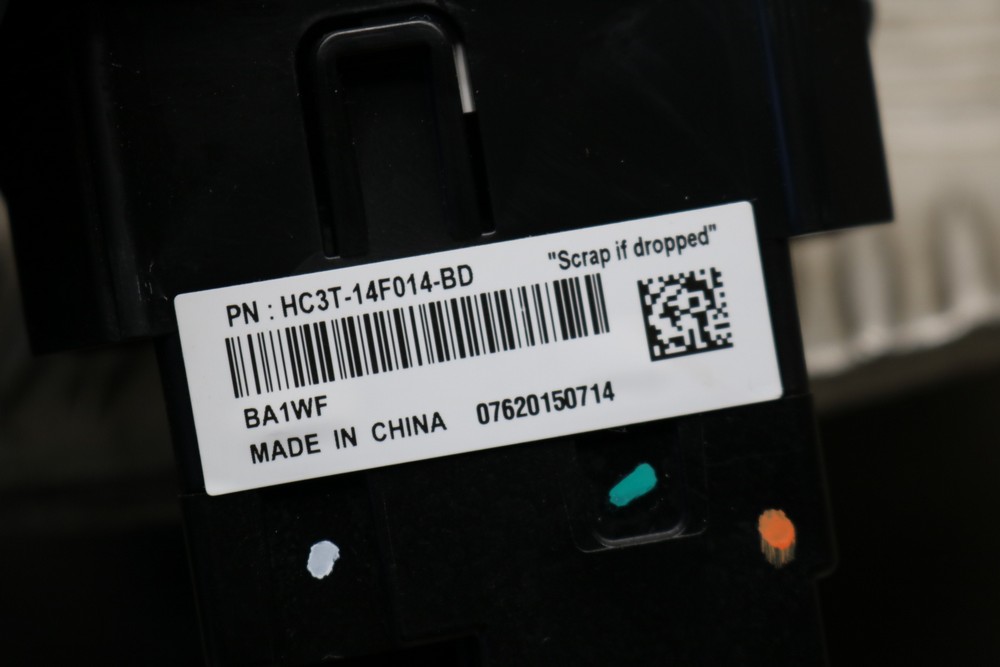 "Scrap if dropped"
PN : HC3T-14F014-BD
BA1WF
MADE IN CHINA 07620150714